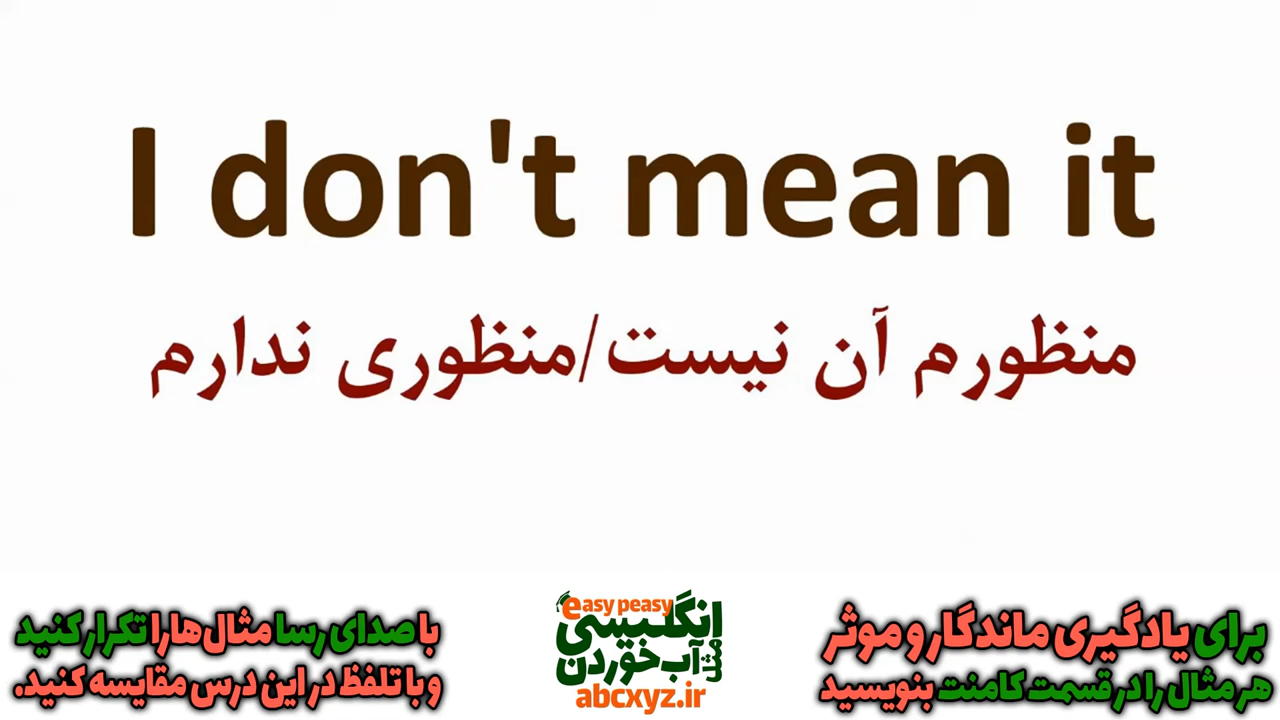 I don't mean it
منظورم آن نیست/منظوری ندارم
برای یادگیری ماندگار و موثر
هر مثال را در قسمت کامنت بنویسید
easy peasy
انگلیسی
مثل آب خوردن
abcxyz.ir
با صدای رسا مثال‌ها را تکرار کنید
و با تلفظ در این درس مقایسه کنید.